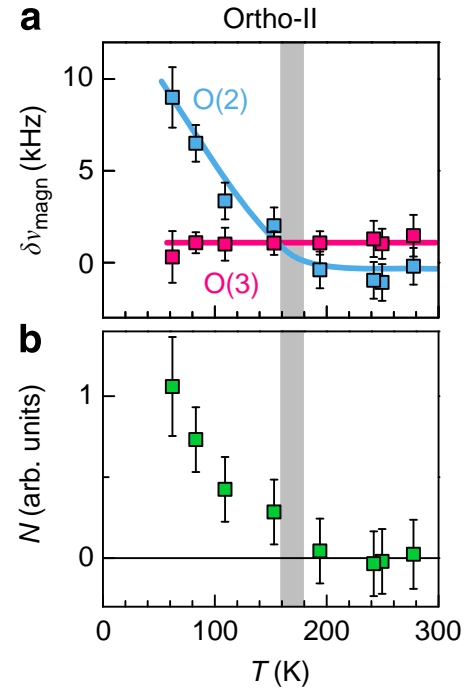 a
Ortho-II
10
5
0
δν_magn (kHz)
O(2)
O(3)
b
1
0
N (arb. units)
0 100 200 300
T (K)